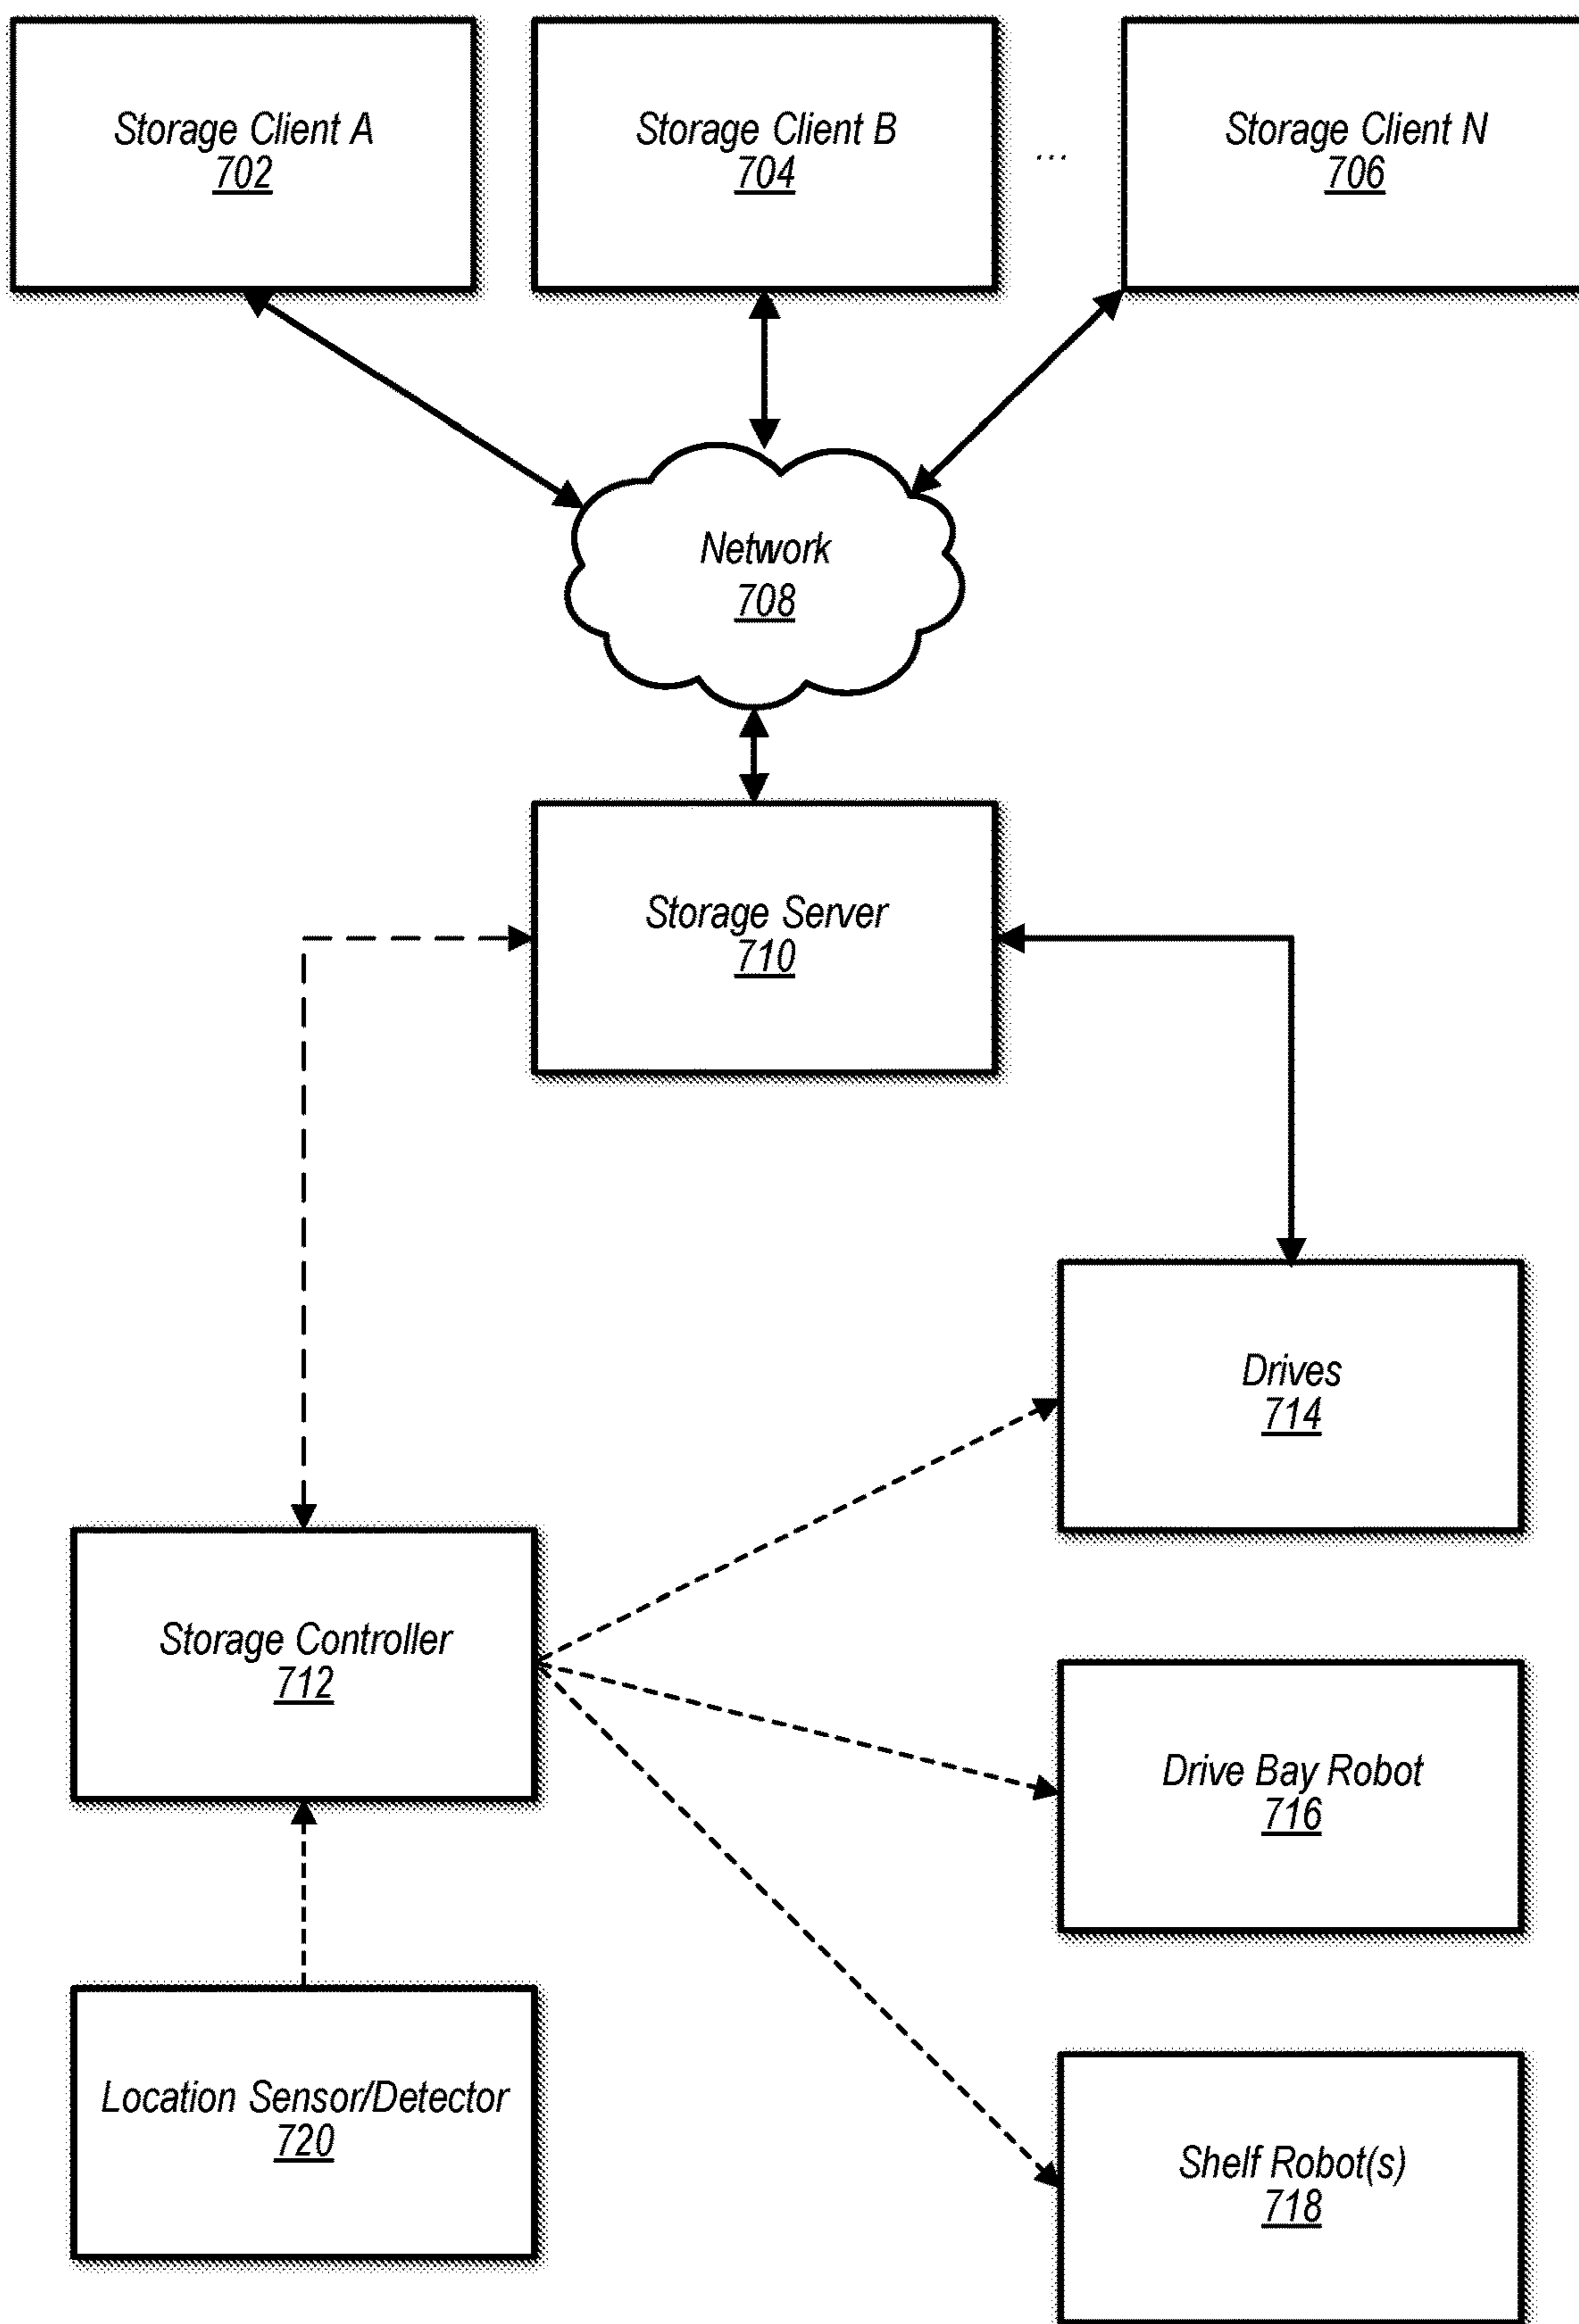 Storage Client A
702
Storage Client B
704
...
Storage Client N
706
Network
708
Storage Server
710
Drives
714
Storage Controller
712
Drive Bay Robot
716
Location Sensor/Detector
720
Shelf Robot(s)
718